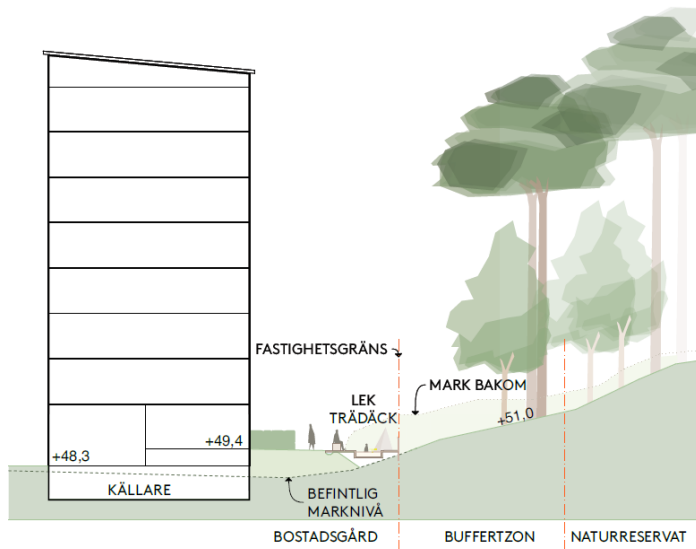 FASTIGHETSGRÄNS
MARK BAKOM
LEK
TRÄDÄCK
+51,0
+49,4
+48,3
KÄLLARE
BEFINTLIG
MARKNIVÅ
BOSTADSGÅRD
BUFFERTZON
NATURRESERVAT